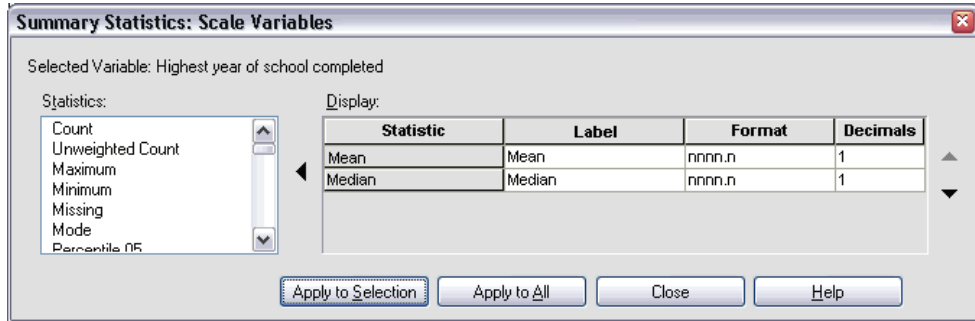 Summary Statistics: Scale Variables
Selected Variable: Highest year of school completed
Statistics:
Display:
Count
Unweighted Count
Maximum
Minimum
Missing
Mode
Percentile 05
Statistic Label Format Decimals
Mean Mean nnnn.n 1
Median Median nnnn.n 1
Apply to Selection Apply to All Close Help